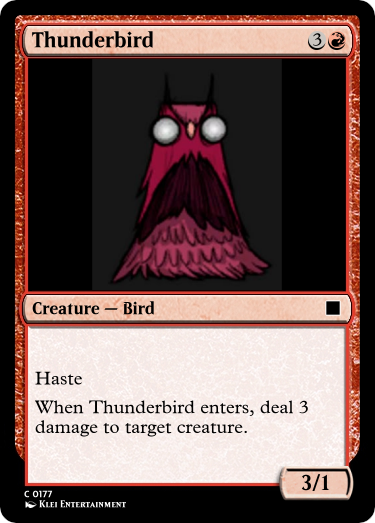 Thunderbird 3
Creature — Bird
Haste
When Thunderbird enters, deal 3
damage to target creature.
3/1
C 0177
Klei Entertainment